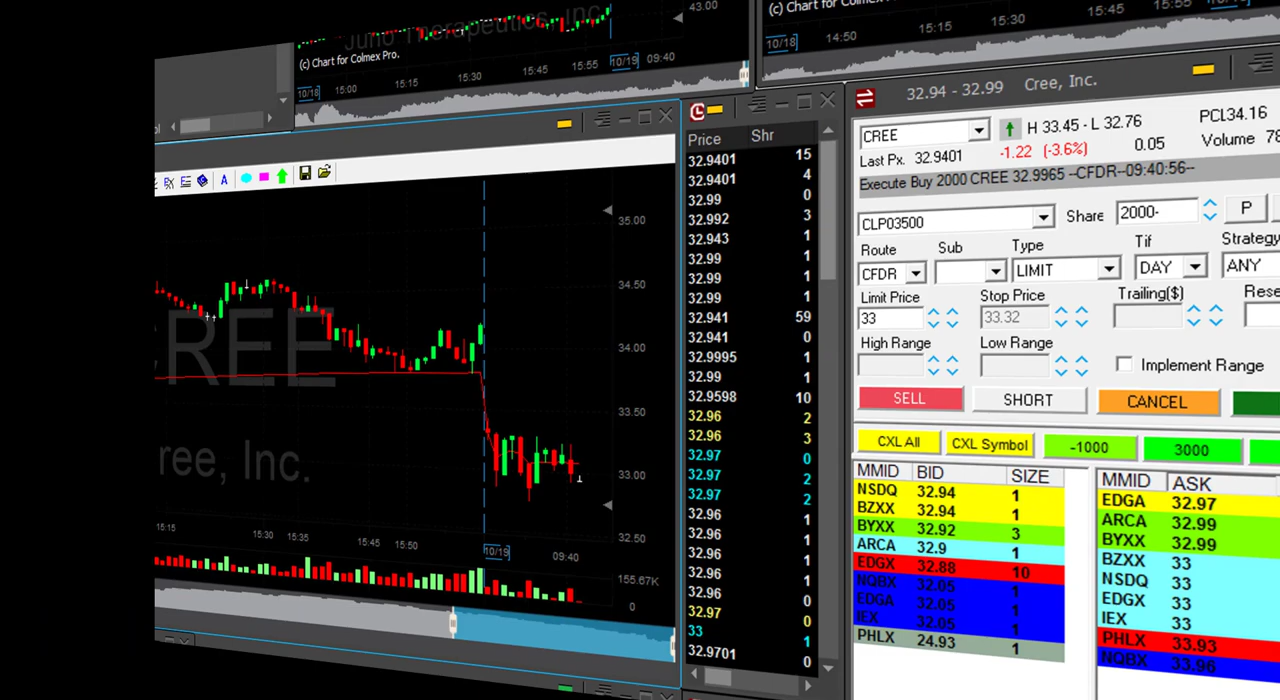 Juno Therapeutics, Inc.
43.00
(c) Chart for Colmex Pro.
10/18 15:00 15:15 15:30 15:45 15:55 10/19 09:40
(c) Chart for Colmex Pro.
10/18 14:50 15:15 15:30 15:45 15:55
A
35.00
34.50
34.00
33.50
33.00
32.50
CREE
ree, Inc.
15:15 15:30 15:35 15:45 15:50 10/19 09:40
155.67K
0
Price Shr
32.9401 15
32.9401 4
32.99 0
32.992 3
32.943 1
32.99 1
32.99 1
32.99 1
32.941 59
32.941 0
32.9995 1
32.99 1
32.9598 10
32.96 2
32.96 3
32.97 0
32.97 2
32.97 2
32.96 1
32.96 1
32.96 1
32.96 1
32.96 0
32.97 0
33 1
32.9701 0
32.94 - 32.99 Cree, Inc.
CREE H 33.45 - L 32.76 PCL34.16
Last Px. 32.9401 -1.22 (-3.6%) 0.05 Volume 78
Execute Buy 2000 CREE 32.9965 --CFDR--09:40:56--
CLP03500 Share 2000- P
Route Sub Type Tif Strategy
CFDR LIMIT DAY ANY
Limit Price Stop Price Trailing($) Rese
33 33.32
High Range Low Range
Implement Range
SELL SHORT CANCEL
CXL All CXL Symbol -1000 3000
MMID BID SIZE
NSDQ 32.94 1
BZXX 32.94 1
BYXX 32.92 3
ARCA 32.9 1
EDGX 32.88 10
NQBX 32.05 1
EDGA 32.05 1
IEX 32.05 1
PHLX 24.93 1
MMID ASK
EDGA 32.97
ARCA 32.99
BYXX 32.99
BZXX 33
NSDQ 33
EDGX 33
IEX 33
PHLX 33.93
NQBX 33.96